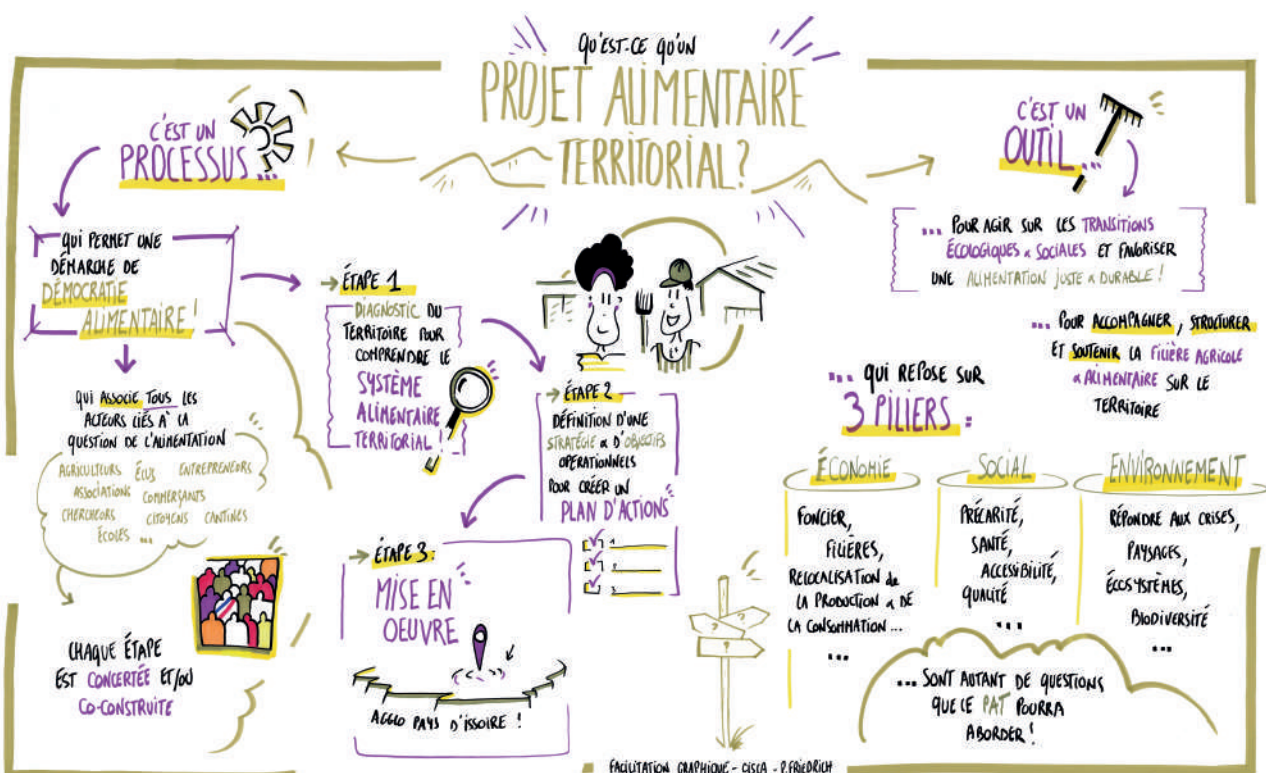 QU'EST-CE QU'UN
PROJET ALIMENTAIRE
TERRITORIAL?
C'EST UN
PROCESSUS ...
QUI PERMET UNE
DÉMARCHE DE
DÉMOCRATIE
ALIMENTAIRE !
QUI ASSOCIE TOUS LES
ACTEURS LIÉS À LA
QUESTION DE L'ALIMENTATION
AGRICULTEURS ÉLUS ENTREPRENEURS
ASSOCIATIONS COMMERÇANTS
CHERCHEURS CITOYENS CANTINES
ÉCOLES ...
CHAQUE ÉTAPE
EST CONCERTÉE ET/OU
CO-CONSTRUITE
ÉTAPE 1
DIAGNOSTIC DU
TERRITOIRE POUR
COMPRENDRE LE
SYSTÈME
ALIMENTAIRE
TERRITORIAL !
ÉTAPE 2
DÉFINITION D'UNE
STRATÉGIE & D'OBJECTIFS
OPÉRATIONNELS
POUR CRÉER UN
PLAN D'ACTIONS
ÉTAPE 3:
MISE EN
OEUVRE
AGGLO PAYS D'ISSOIRE !
C'EST UN
OUTIL ...
... POUR AGIR SUR LES TRANSITIONS
ÉCOLOGIQUES & SOCIALES ET FAVORISER
UNE ALIMENTATION JUSTE & DURABLE !
... POUR ACCOMPAGNER, STRUCTURER
ET SOUTENIR LA FILIÈRE AGRICOLE
& ALIMENTAIRE SUR LE
TERRITOIRE
... QUI REPOSE SUR
3 PILIERS :
ÉCONOMIE
FONCIER,
FILIÈRES,
RELOCALISATION de
LA PRODUCTION & DE
LA CONSOMMATION ...
...
SOCIAL
PRÉCARITÉ,
SANTÉ,
ACCESSIBILITÉ,
QUALITÉ
...
ENVIRONNEMENT
RÉPONDRE AUX CRISES,
PAYSAGES,
ÉCOSYSTÈMES,
BIODIVERSITÉ
...
... SONT AUTANT DE QUESTIONS
QUE LE PAT POURRA
ABORDER !
? ?
?
FACILITATION GRAPHIQUE - CISCA - P.FRIEDRICH